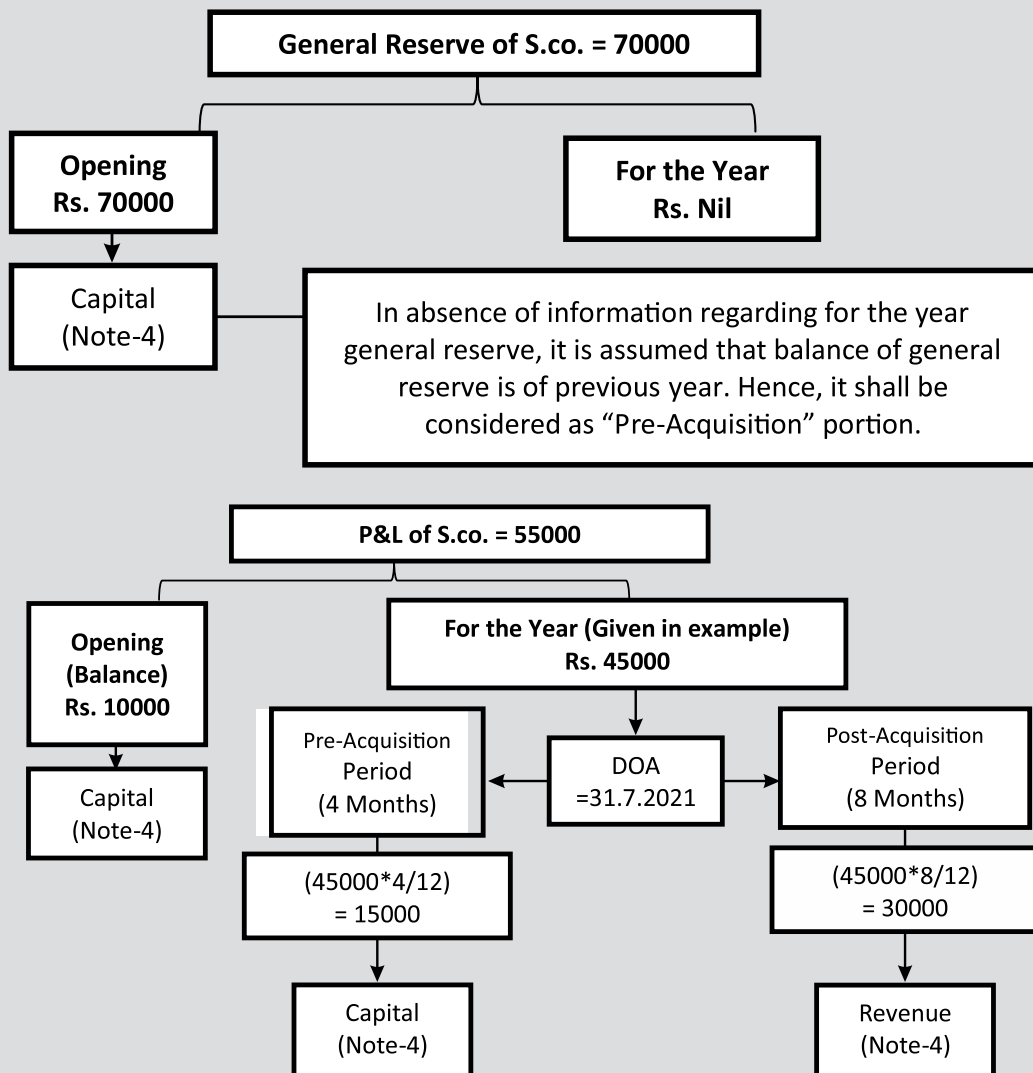 General Reserve of S.co. = 70000
Opening
Rs. 70000
For the Year
Rs. Nil
Capital
(Note-4)
In absence of information regarding for the year
general reserve, it is assumed that balance of general
reserve is of previous year. Hence, it shall be
considered as “Pre-Acquisition” portion.
P&L of S.co. = 55000
Opening
(Balance)
Rs. 10000
For the Year (Given in example)
Rs. 45000
Capital
(Note-4)
Pre-Acquisition
Period
(4 Months)
DOA
=31.7.2021
Post-Acquisition
Period
(8 Months)
(45000*4/12)
= 15000
(45000*8/12)
= 30000
Capital
(Note-4)
Revenue
(Note-4)